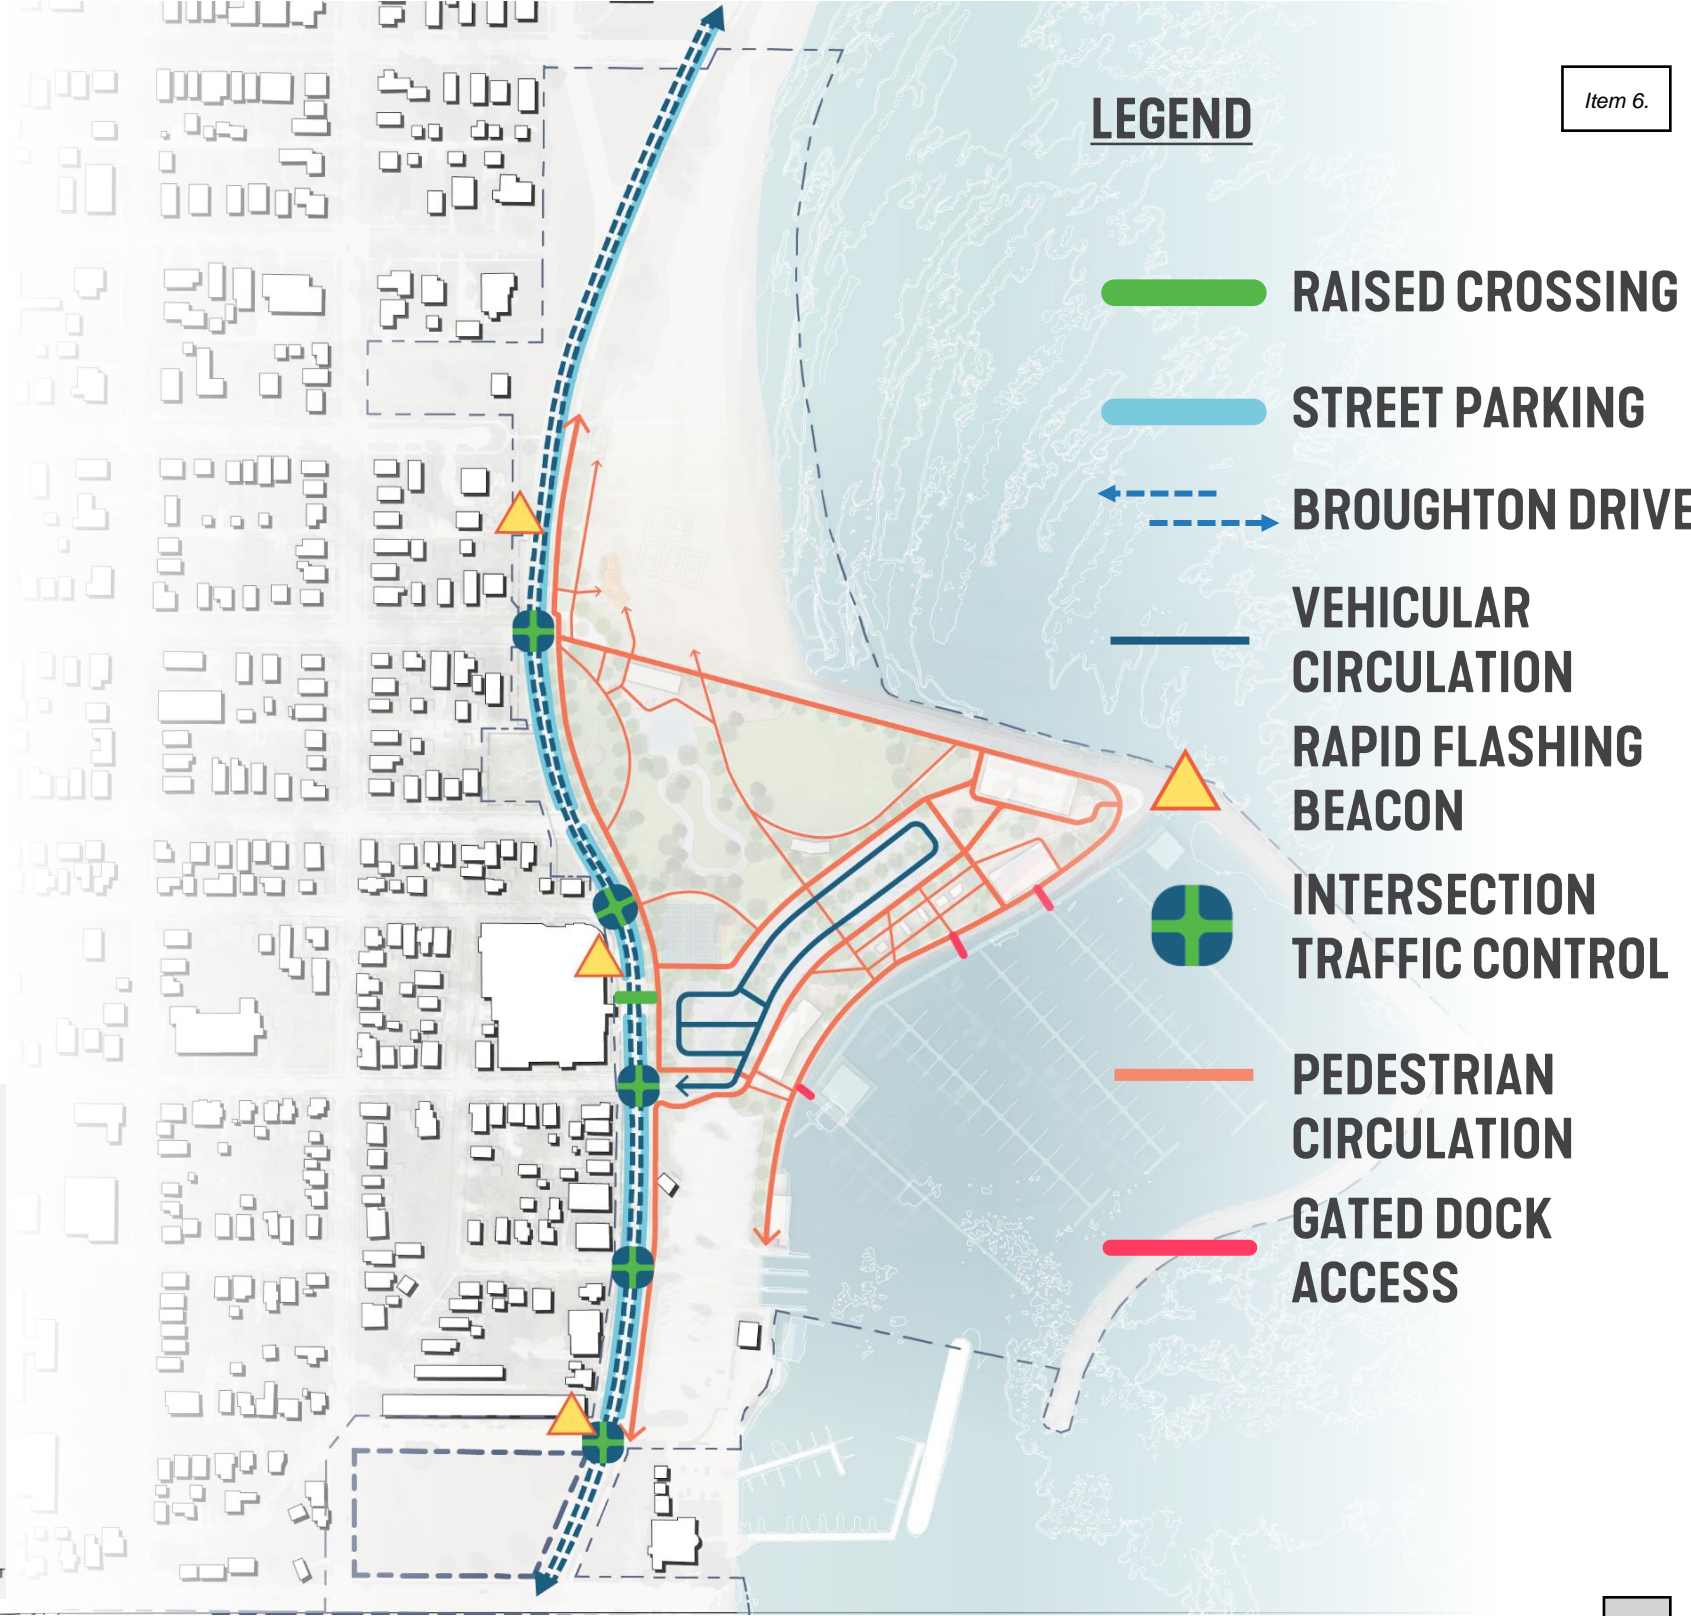 LEGEND
Item 6.
RAISED CROSSING
STREET PARKING
BROUGHTON DRIVE
VEHICULAR
CIRCULATION
RAPID FLASHING
BEACON
INTERSECTION
TRAFFIC CONTROL
PEDESTRIAN
CIRCULATION
GATED DOCK
ACCESS